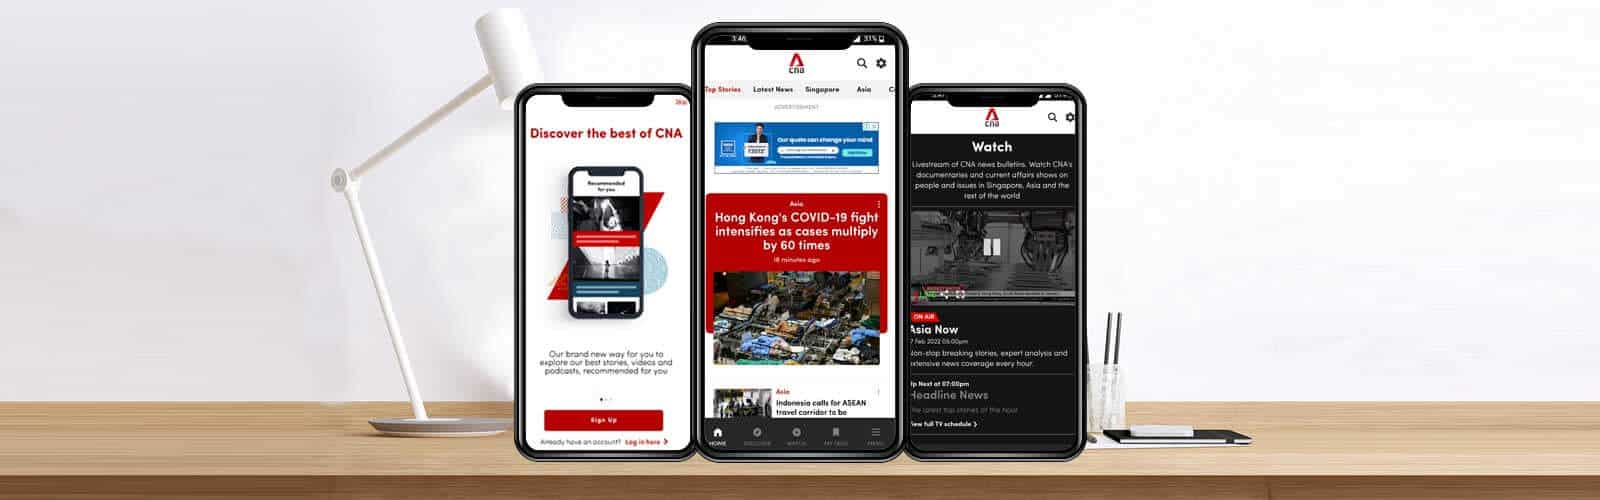 Skip
Discover the best of CNA
Recommended
for you
Our brand new way for you to
explore our best stories, videos and
podcasts, recommended for you
Sign Up
Already have an account? Log in here
3:46
31%
cna
Top Stories Latest News Singapore Asia C
ADVERTISEMENT
Our quote can change your mind
Asia
Hong Kong's COVID-19 fight
intensifies as cases multiply
by 60 times
18 minutes ago
Asia
Indonesia calls for ASEAN
travel corridor to be
HOME DISCOVER WATCH MY FEED MENU
cna
Watch
Livestream of CNA news bulletins. Watch CNA's
documentaries and current affairs shows on
people and issues in Singapore, Asia and the
rest of the world
ON AIR
Asia Now
7 Feb 2022 05:00pm
Non-stop breaking stories, expert analysis and
extensive news coverage every hour.
Up Next at 07:00pm
Headline News
The latest top stories of the hour.
View full TV schedule